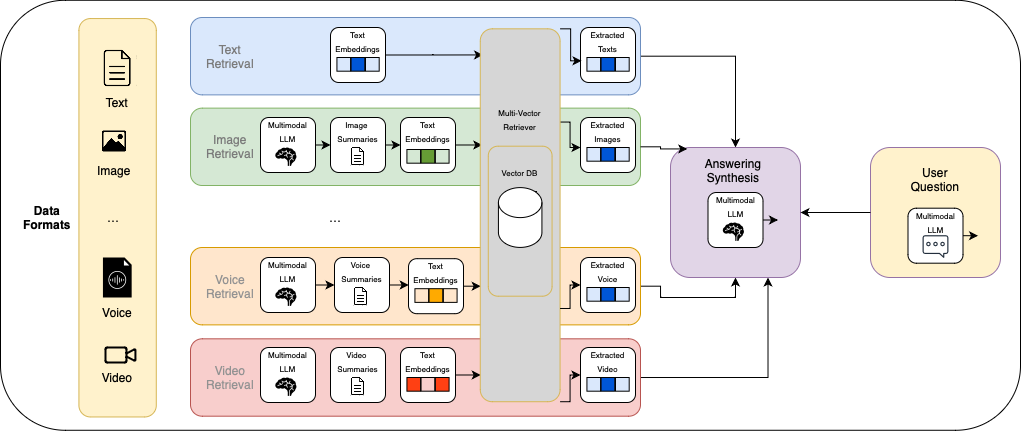 Data
Formats
Text
Image
...
Voice
Video
Text
Retrieval
Text
Embeddings
Extracted
Texts
Image
Retrieval
Multimodal
LLM
Image
Summaries
Text
Embeddings
Extracted
Images
...
Voice
Retrieval
Multimodal
LLM
Voice
Summaries
Text
Embeddings
Extracted
Voice
Video
Retrieval
Multimodal
LLM
Video
Summaries
Text
Embeddings
Extracted
Video
Multi-Vector
Retriever
Vector DB
Answering
Synthesis
Multimodal
LLM
User
Question
Multimodal
LLM